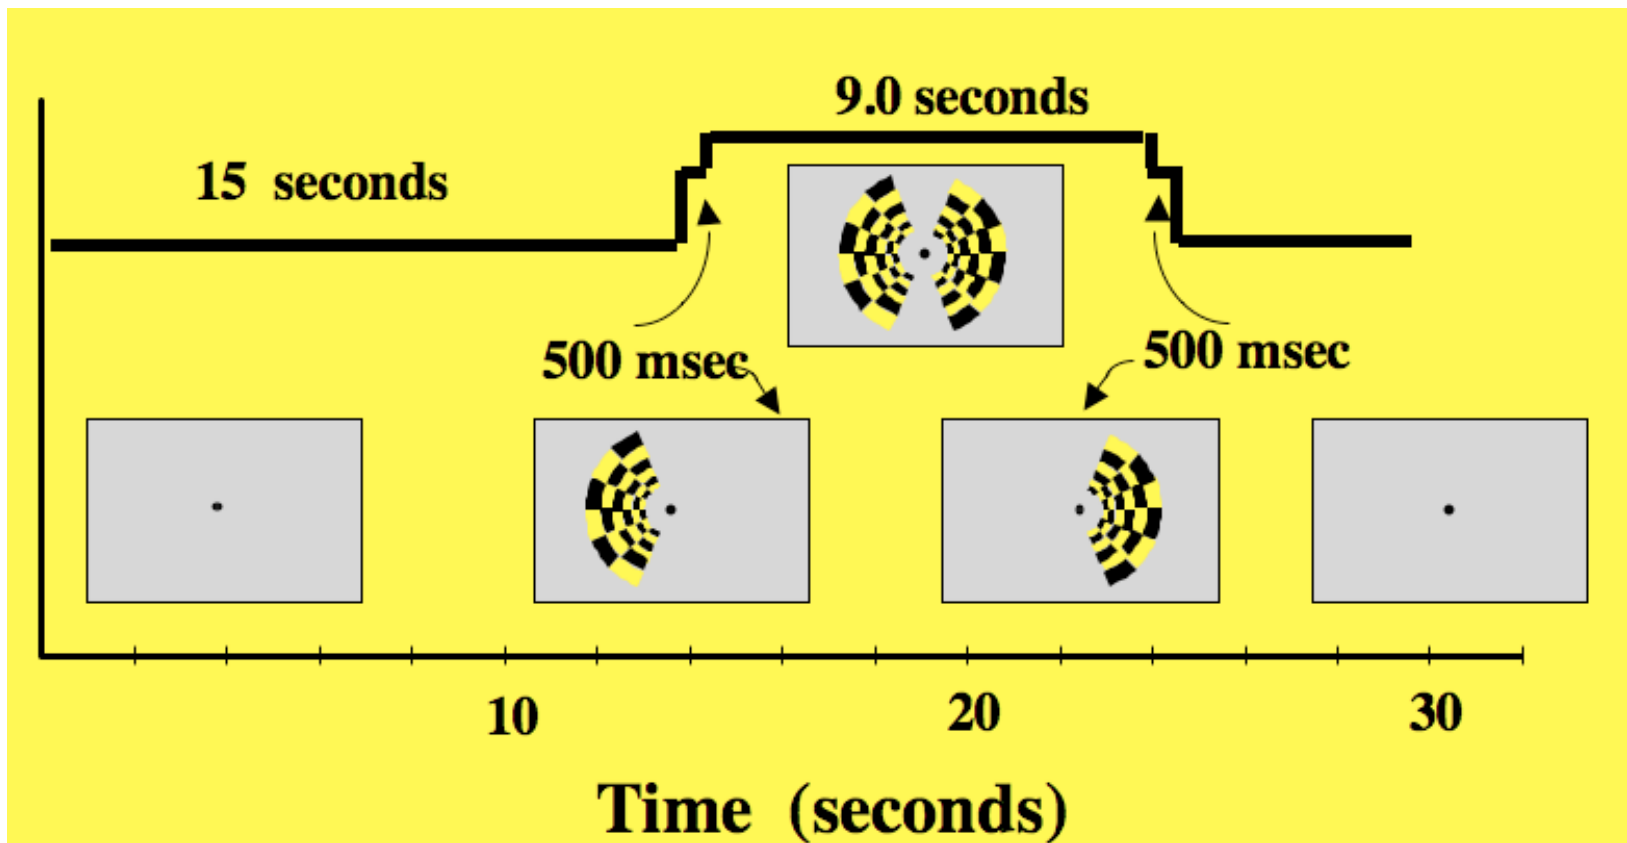 9.0 seconds
15 seconds
500 msec
500 msec
10 20 30
Time (seconds)